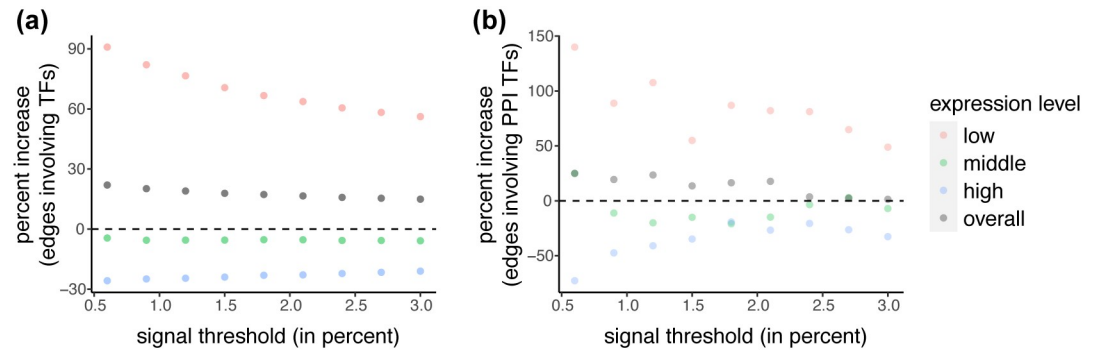 (a)
percent increase
(edges involving TFs)
90
60
30
0
−30
0.5 1.0 1.5 2.0 2.5 3.0
signal threshold (in percent)
(b)
percent increase
(edges involving PPI TFs)
150
100
50
0
−50
0.5 1.0 1.5 2.0 2.5 3.0
signal threshold (in percent)
expression level
low
middle
high
overall